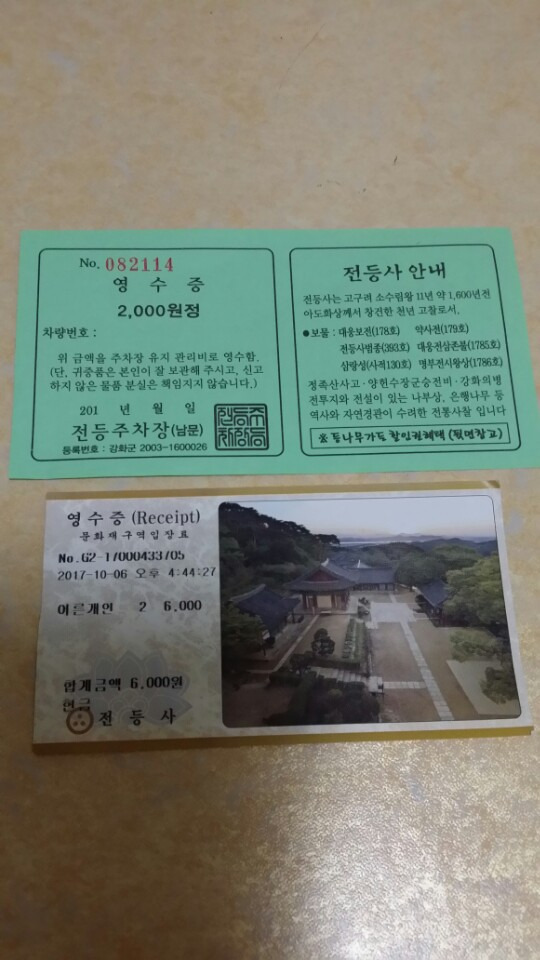 No. 082114
영 수 증
2,000원정
차량번호 :
위 금액을 주차장 유지 관리비로 영수함.
(단, 귀중품은 본인이 잘 보관해 주시고, 신고
하지 않은 물품 분실은 책임지지 않습니다.)
201 년 월 일
전등주차장(남문)
등록번호 : 강화군 2003-1600026
전등사 안내
전등사는 고구려 소수림왕 11년 약 1,600년전
아도화상께서 창건한 천년 고찰로서,
●보물 : 대웅보전(178호) 약사전(179호)
전등사범종(393호) 대웅전삼존불(1785호)
삼랑성(사적130호) 명부전시왕상(1786호)
정족산사고·양헌수장군승전비·강화의병
전투지와 전설이 있는 나부상, 은행나무 등
역사와 자연경관이 수려한 전통사찰 입니다
※통나무가든 할인권혜택 (뒷면참고)
영수증 (Receipt)
문화재구역입장료
No.G2-17000433705
2017-10-06 오후 4:44:27
어른개인 2 6,000
합계금액 6,000원
현금
전 등 사